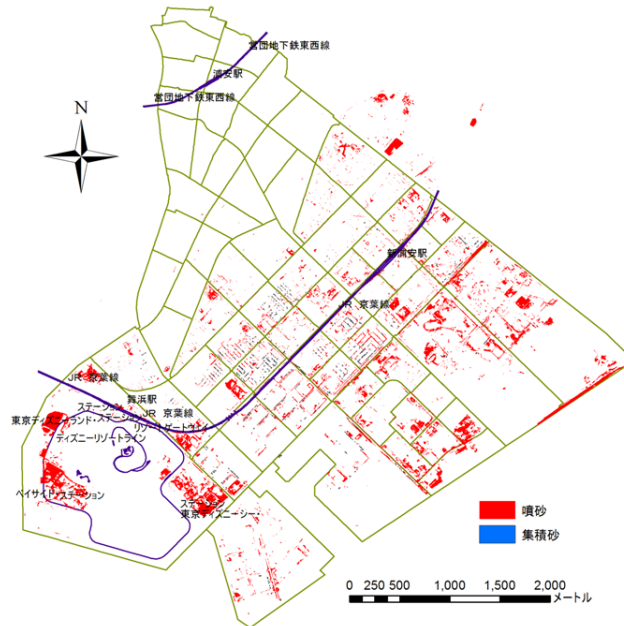 営団地下鉄東西線
浦安駅
営団地下鉄東西線
N
新浦安駅
JR 京葉線
JR 京葉線
舞浜駅
ステーション
JR 京葉線
東京ディズニーランド・ステーション
リゾートゲートウェイ
ディズニーリゾートライン
ベイサイド・ステーション
ステーション
東京ディズニーシー・
噴砂
集積砂
0 250 500 1,000 1,500 2,000
メートル